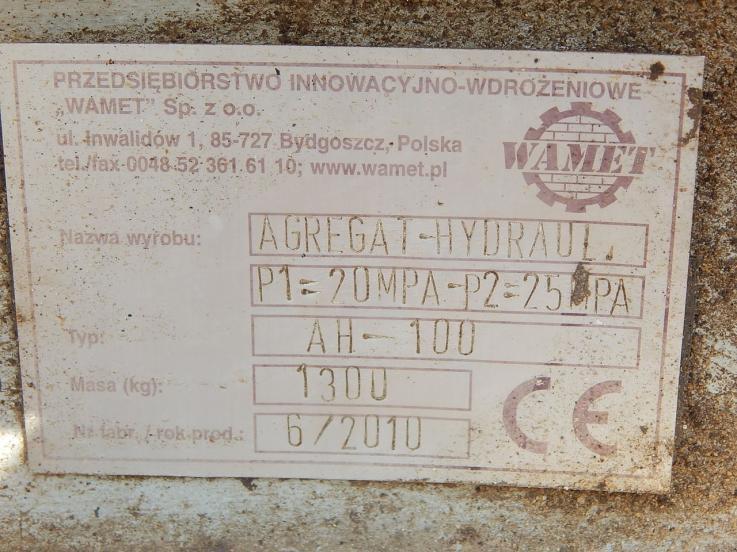 PRZEDSIĘBIORSTWO INNOWACYJNO-WDROŻENIOWE
„WAMET" Sp. z o.o.
ul. Inwalidów 1, 85-727 Bydgoszcz, Polska
tel./fax 0048 52 361 61 10; www.wamet.pl
WAMET
Nazwa wyrobu: AGREGAT-HYDRAUL.
P1=20MPA-P2=25MPA
Typ: AH-100
Masa (kg): 1300
Nr fabr. / rok prod.: 6/2010
CE